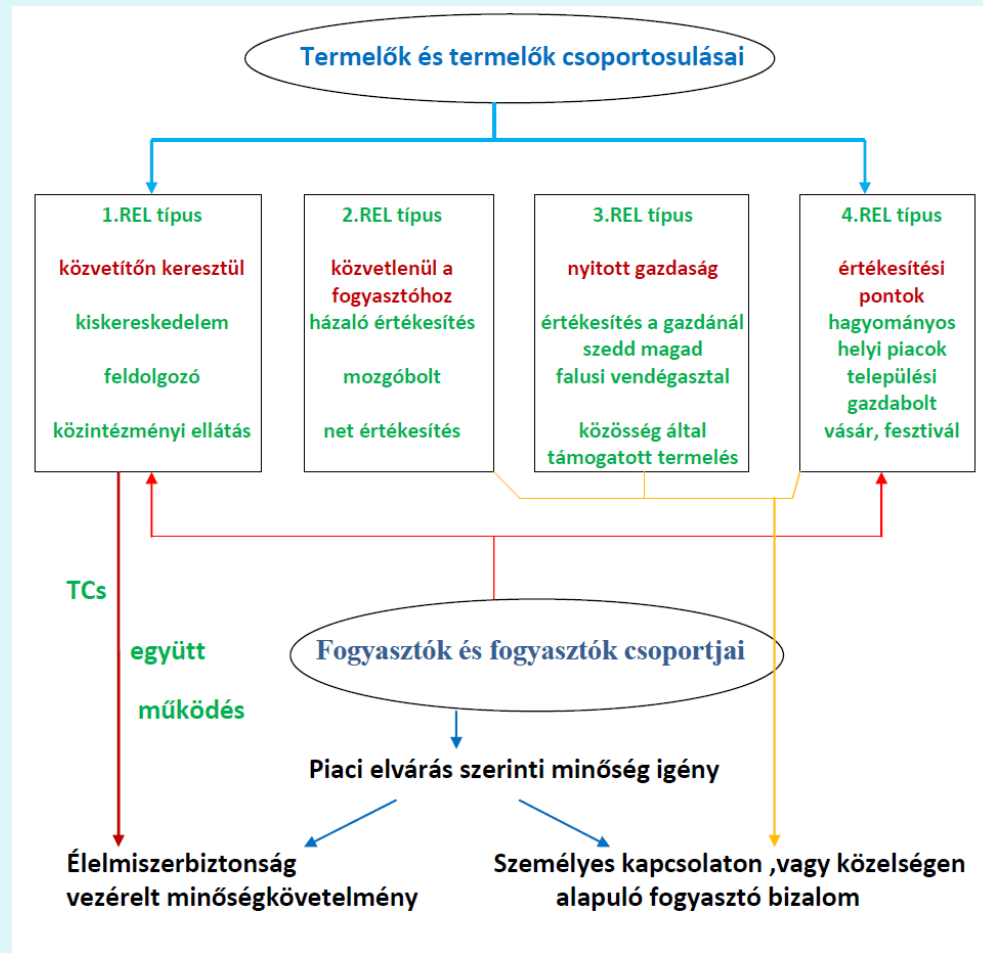 Termelők és termelők csoportosulásai
1.REL típus
közvetítőn keresztül
kiskereskedelem
feldolgozó
közintézményi ellátás
2.REL típus
közvetlenül a
fogyasztóhoz
házaló értékesítés
mozgóbolt
net értékesítés
3.REL típus
nyitott gazdaság
értékesítés a gazdánál
szedd magad
falusi vendégasztal
közösség által
támogatott termelés
4.REL típus
értékesítési
pontok
hagyományos
helyi piacok
települési
gazdabolt
vásár, fesztivál
TCs
együtt
működés
Fogyasztók és fogyasztók csoportjai
Piaci elvárás szerinti minőség igény
Élelmiszerbiztonság
vezérelt minőségkövetelmény
Személyes kapcsolaton ,vagy közelségen
alapuló fogyasztó bizalom